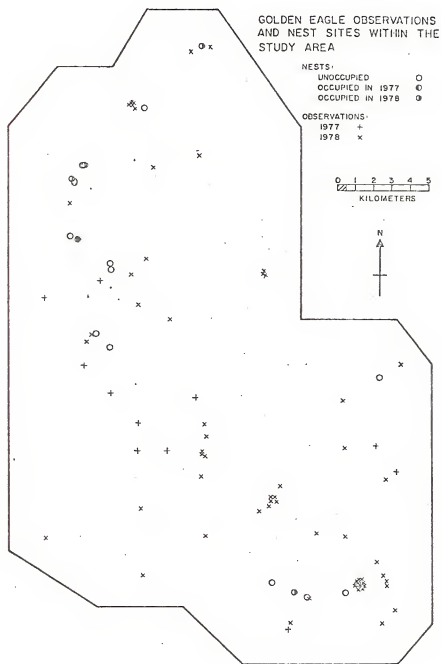 GOLDEN EAGLE OBSERVATIONS
AND NEST SITES WITHIN THE
STUDY AREA
NESTS:
UNOCCUPIED
OCCUPIED IN 1977
OCCUPIED IN 1978
OBSERVATIONS:
1977 +
1978 ×
0 1 2 3 4 5
KILOMETERS
N